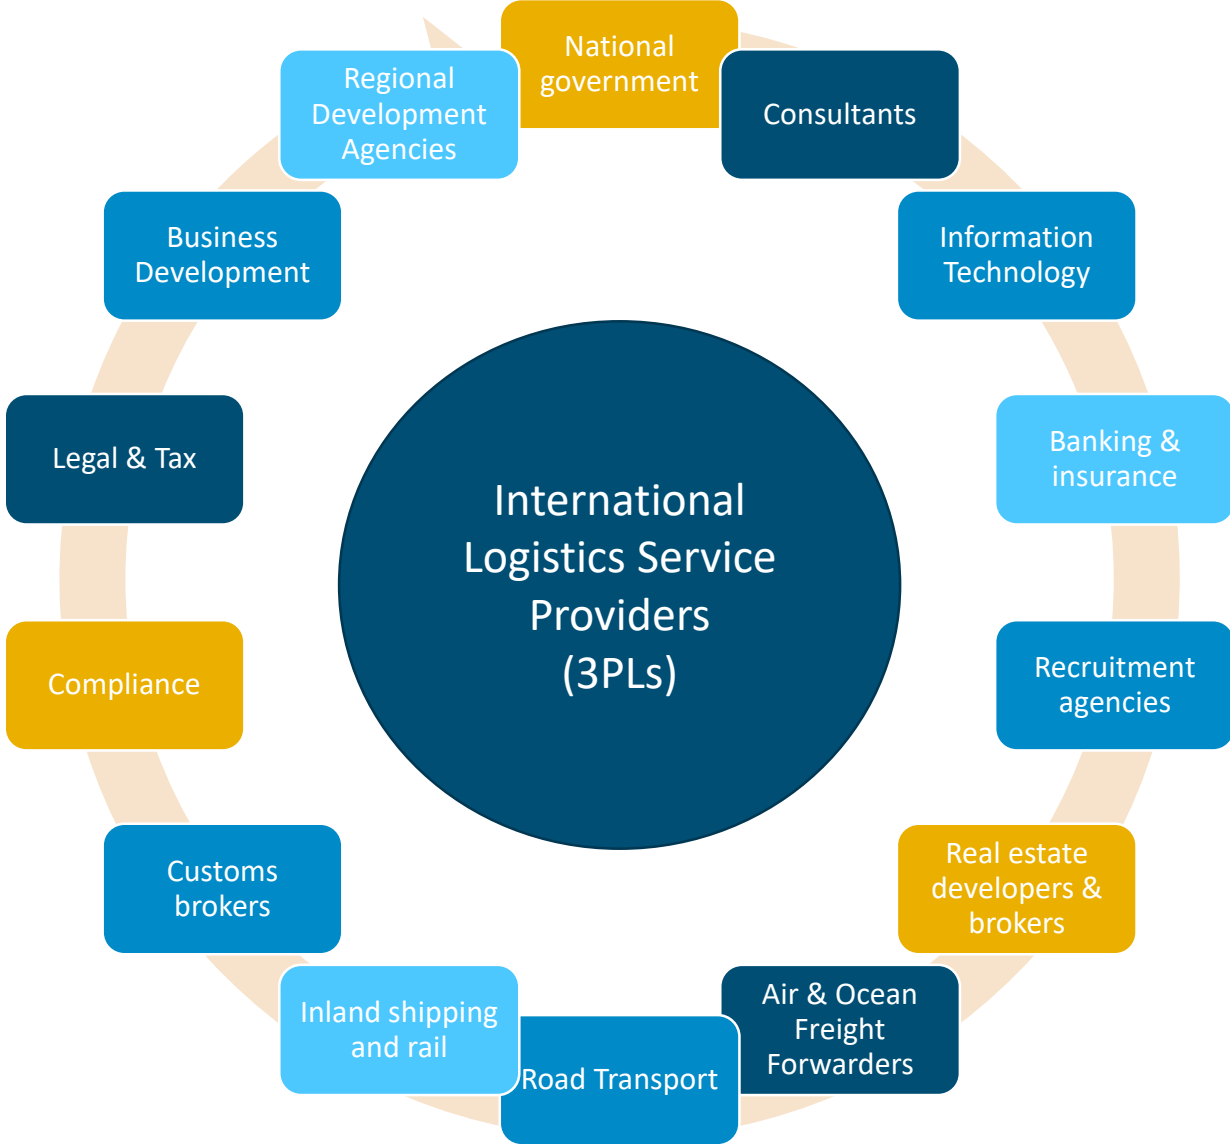 National
government
Consultants
Information
Technology
Banking &
insurance
Recruitment
agencies
Real estate
developers &
brokers
Air & Ocean
Freight
Forwarders
Road Transport
Inland shipping
and rail
Customs
brokers
Compliance
Legal & Tax
Business
Development
Regional
Development
Agencies
International
Logistics Service
Providers
(3PLs)